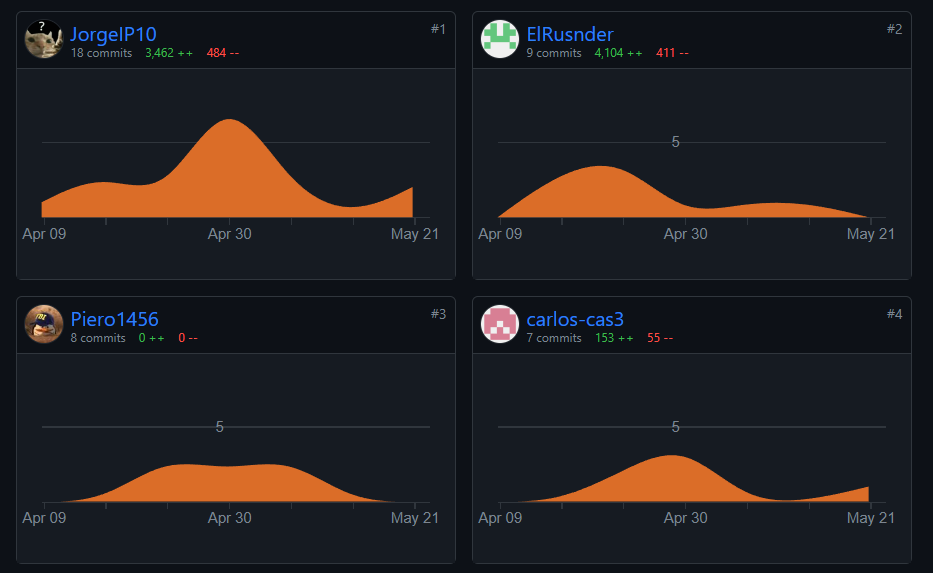 JorgeIP10 #1
18 commits 3,462 ++ 484 --
Apr 09 Apr 30 May 21
ElRusnder #2
9 commits 4,104 ++ 411 --
5
Apr 09 Apr 30 May 21
Piero1456 #3
8 commits 0 ++ 0 --
5
Apr 09 Apr 30 May 21
carlos-cas3 #4
7 commits 153 ++ 55 --
5
Apr 09 Apr 30 May 21